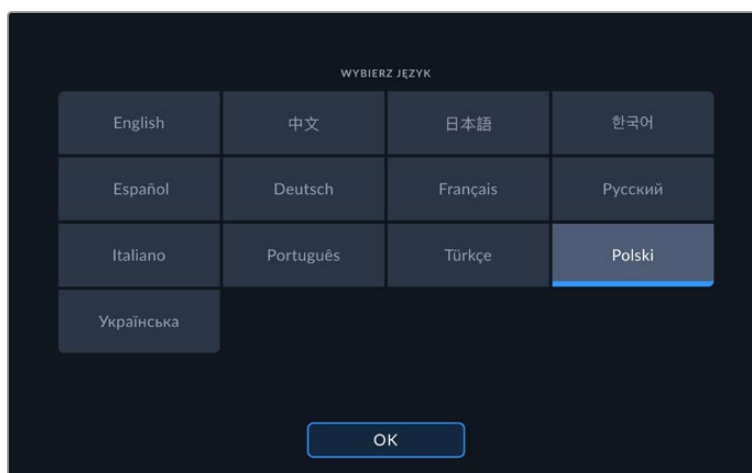 WYBIERZ JĘZYK
English 中文 日本語 한국어
Español Deutsch Français Русский
Italiano Português Türkçe Polski
Українська
OK